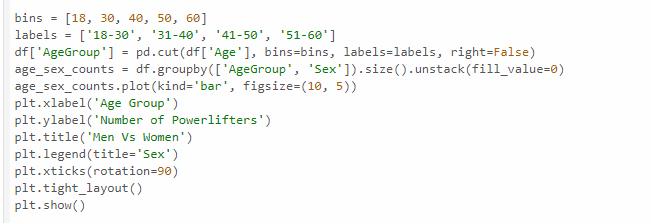 bins = [18, 30, 40, 50, 60]
labels = ['18-30', '31-40', '41-50', '51-60']
df['AgeGroup'] = pd.cut(df['Age'], bins=bins, labels=labels, right=False)
age_sex_counts = df.groupby(['AgeGroup', 'Sex']).size().unstack(fill_value=0)
age_sex_counts.plot(kind='bar', figsize=(10, 5))
plt.xlabel('Age Group')
plt.ylabel('Number of Powerlifters')
plt.title('Men Vs Women')
plt.legend(title='Sex')
plt.xticks(rotation=90)
plt.tight_layout()
plt.show()